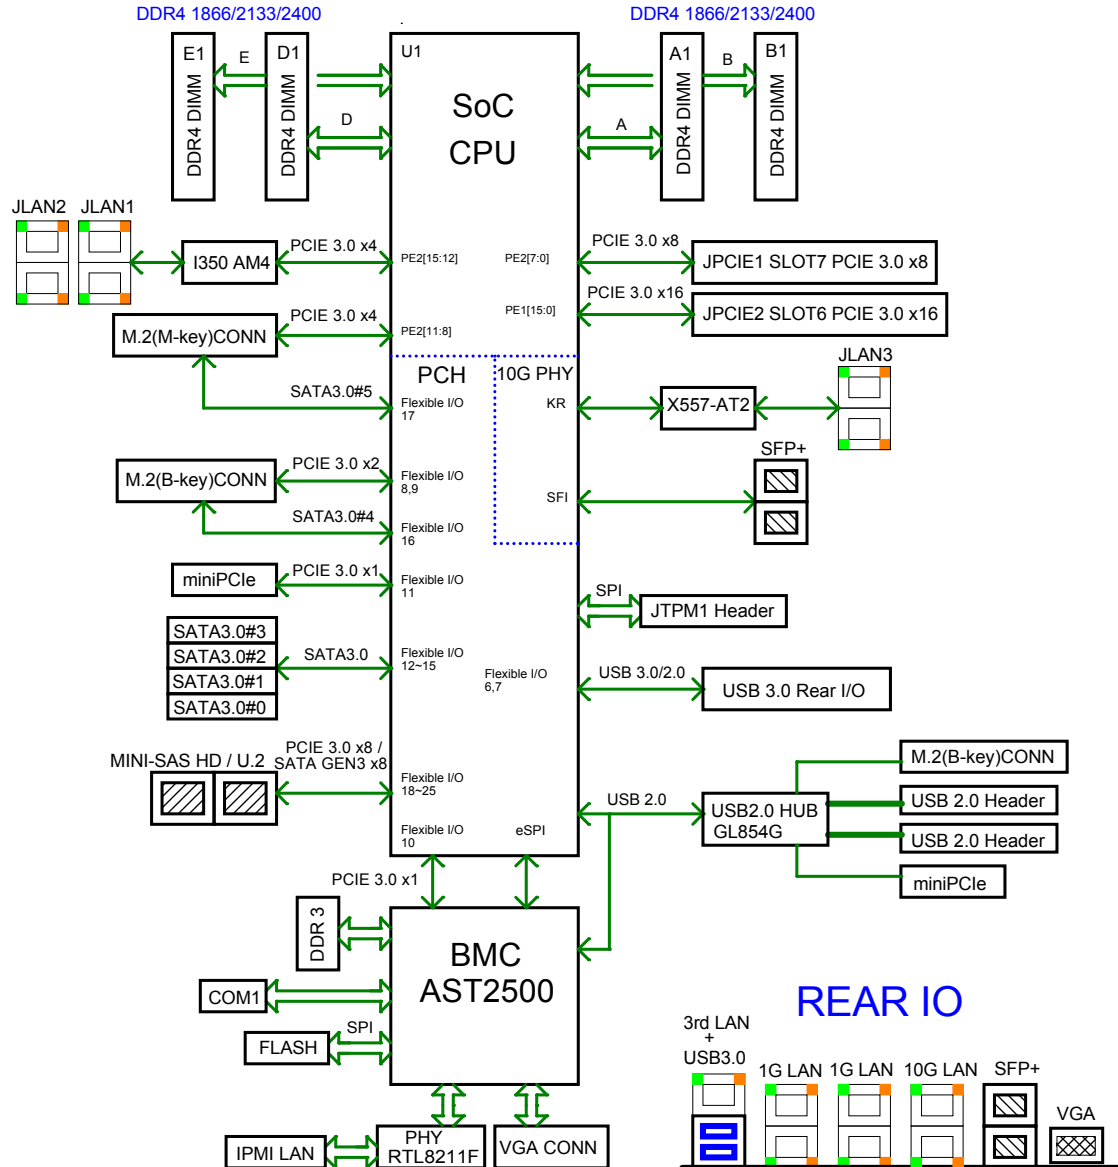 DDR4 1866/2133/2400
DDR4 1866/2133/2400
E1
DDR4 DIMM
E
D1
DDR4 DIMM
D
U1
SoC
CPU
A1
DDR4 DIMM
A
B
B1
DDR4 DIMM
JLAN2
JLAN1
I350 AM4
PCIE 3.0 x4
PE2[15:12]
PE2[7:0]
PCIE 3.0 x8
JPCIE1 SLOT7 PCIE 3.0 x8
PCIE 3.0 x16
PE1[15:0]
JPCIE2 SLOT6 PCIE 3.0 x16
M.2(M-key)CONN
PCIE 3.0 x4
PE2[11:8]
SATA3.0#5
PCH
Flexible I/O
17
10G PHY
KR
X557-AT2
JLAN3
SFP+
SFI
M.2(B-key)CONN
PCIE 3.0 x2
Flexible I/O
8,9
SATA3.0#4
Flexible I/O
16
miniPCIe
PCIE 3.0 x1
Flexible I/O
11
SPI
JTPM1 Header
SATA3.0#3
SATA3.0#2
SATA3.0#1
SATA3.0#0
SATA3.0
Flexible I/O
12~15
Flexible I/O
6,7
USB 3.0/2.0
USB 3.0 Rear I/O
MINI-SAS HD / U.2
PCIE 3.0 x8 /
SATA GEN3 x8
Flexible I/O
18~25
Flexible I/O
10
eSPI
USB 2.0
USB2.0 HUB
GL854G
M.2(B-key)CONN
USB 2.0 Header
USB 2.0 Header
miniPCIe
PCIE 3.0 x1
DDR 3
BMC
AST2500
COM1
SPI
FLASH
IPMI LAN
PHY
RTL8211F
VGA CONN
REAR IO
3rd LAN
+
USB3.0
1G LAN
1G LAN
10G LAN
SFP+
VGA